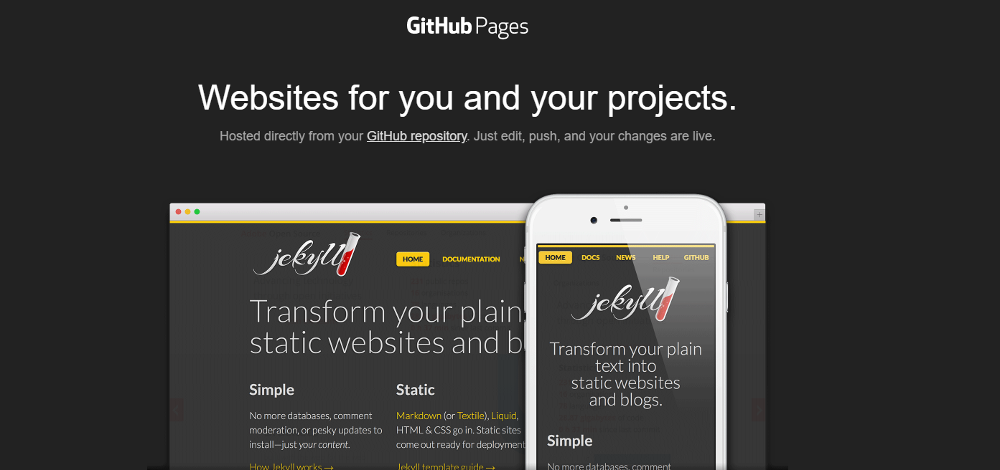 GitHub Pages
Websites for you and your projects.
Hosted directly from your GitHub repository. Just edit, push, and your changes are live.
jekyll
HOME DOCUMENTATION N
Transform your plain
static websites and b
Simple
No more databases, comment
moderation, or pesky updates to
install—just your content.
How Jekyll works →
Static
Markdown (or Textile), Liquid,
HTML & CSS go in. Static sites
come out ready for deployment
Jekyll template guide →
HOME DOCS NEWS HELP GITHUB
jekyll
Transform your plain
text into
static websites
and blogs.
Simple
No more databases, comment